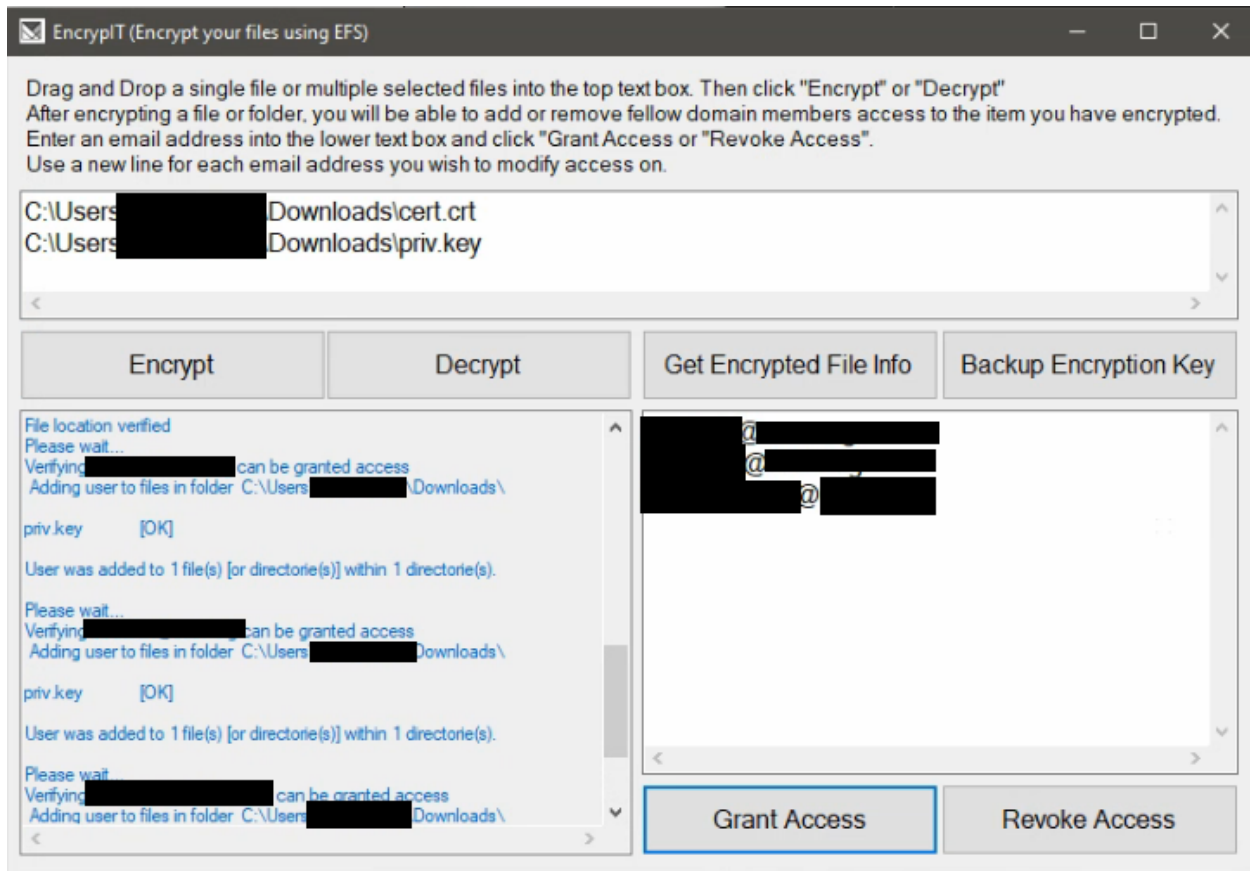 EncrypIT (Encrypt your files using EFS)
Drag and Drop a single file or multiple selected files into the top text box. Then click "Encrypt" or "Decrypt"
After encrypting a file or folder, you will be able to add or remove fellow domain members access to the item you have encrypted.
Enter an email address into the lower text box and click "Grant Access or "Revoke Access".
Use a new line for each email address you wish to modify access on.
C:\Users \Downloads\cert.crt
C:\Users \Downloads\priv.key
Encrypt
Decrypt
Get Encrypted File Info
Backup Encryption Key
File location verified
Please wait...
Verifying can be granted access
Adding user to files in folder C:\Users \Downloads\
priv.key [OK]
User was added to 1 file(s) [or directorie(s)] within 1 directorie(s).
Please wait...
Verifying can be granted access
Adding user to files in folder C:\Users Downloads\
priv.key [OK]
User was added to 1 file(s) [or directorie(s)] within 1 directorie(s).
Please wait...
Verifying can be granted access
Adding user to files in folder C:\Users Downloads\
@
@
@
Grant Access
Revoke Access